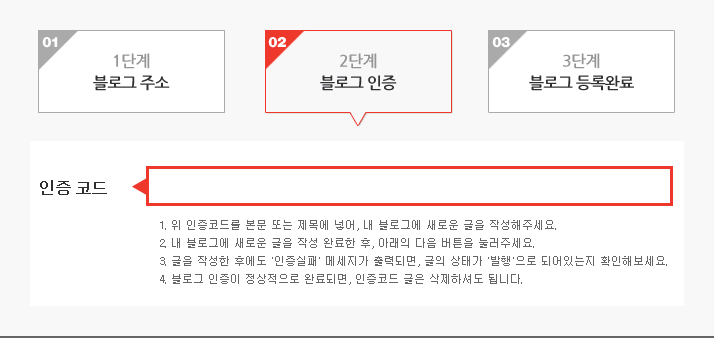 01
1단계
블로그 주소
02
2단계
블로그 인증
03
3단계
블로그 등록완료
인증 코드
1. 위 인증코드를 본문 또는 제목에 넣어, 내 블로그에 새로운 글을 작성해주세요.
2. 내 블로그에 새로운 글을 작성 완료한 후, 아래의 다음 버튼을 눌러주세요.
3. 글을 작성한 후에도 '인증실패' 메세지가 출력되면, 글의 상태가 '발행'으로 되어있는지 확인해보세요.
4. 블로그 인증이 정상적으로 완료되면, 인증코드 글은 삭제하셔도 됩니다.